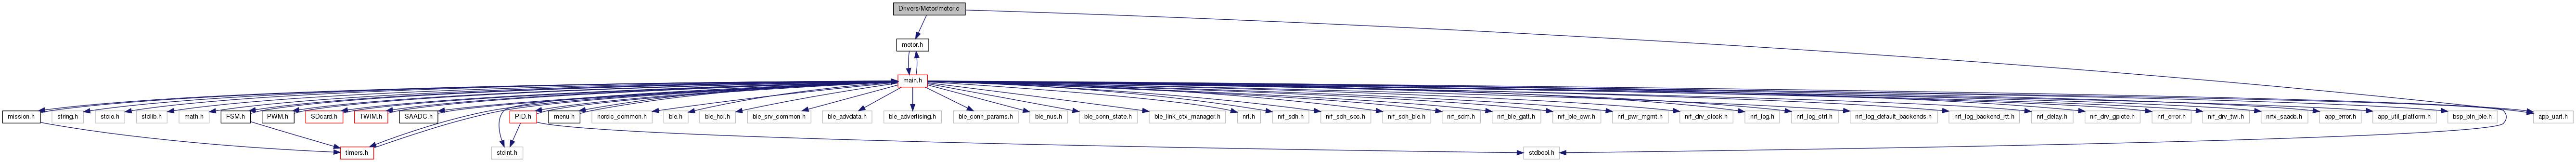 Drivers/Motor/motor.c
motor.h
main.h
mission.h
string.h
stdio.h
stdlib.h
math.h
FSM.h
PWM.h
SDcard.h
TWIM.h
SAADC.h
PID.h
menu.h
nordic_common.h
ble.h
ble_hci.h
ble_srv_common.h
ble_advdata.h
ble_advertising.h
ble_conn_params.h
ble_nus.h
ble_conn_state.h
ble_link_ctx_manager.h
nrf.h
nrf_sdh.h
nrf_sdh_soc.h
nrf_sdh_ble.h
nrf_sdm.h
nrf_ble_gatt.h
nrf_ble_qwr.h
nrf_pwr_mgmt.h
nrf_drv_clock.h
nrf_log.h
nrf_log_ctrl.h
nrf_log_default_backends.h
nrf_log_backend_rtt.h
nrf_delay.h
nrf_drv_gpiote.h
nrf_error.h
nrf_drv_twi.h
nrfx_saadc.h
app_error.h
app_util_platform.h
bsp_btn_ble.h
app_uart.h
timers.h
stdint.h
stdbool.h